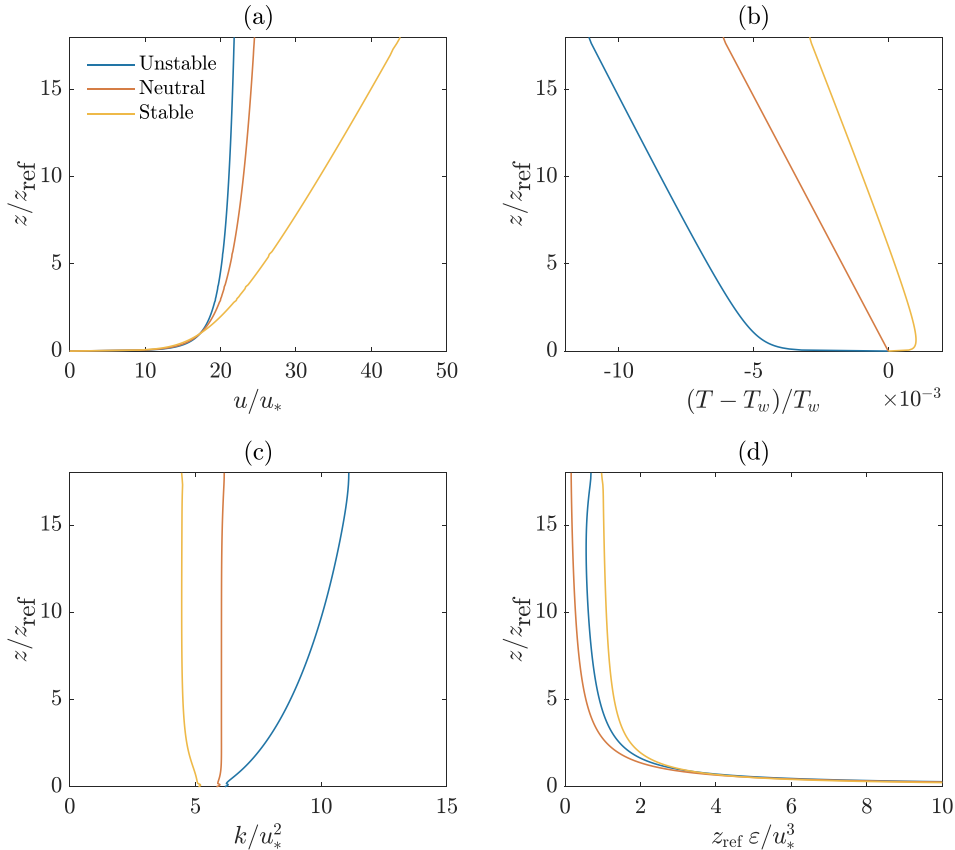 (a)
z/z_ref
15
10
5
0
Unstable
Neutral
Stable
0 10 20 30 40 50
u/u_*
(b)
z/z_ref
15
10
5
0
-10 -5 0
(T − T_w)/T_w
×10^{-3}
(c)
z/z_ref
15
10
5
0
0 5 10 15
k/u_*^2
(d)
z/z_ref
15
10
5
0
0 2 4 6 8 10
z_ref ε/u_*^3